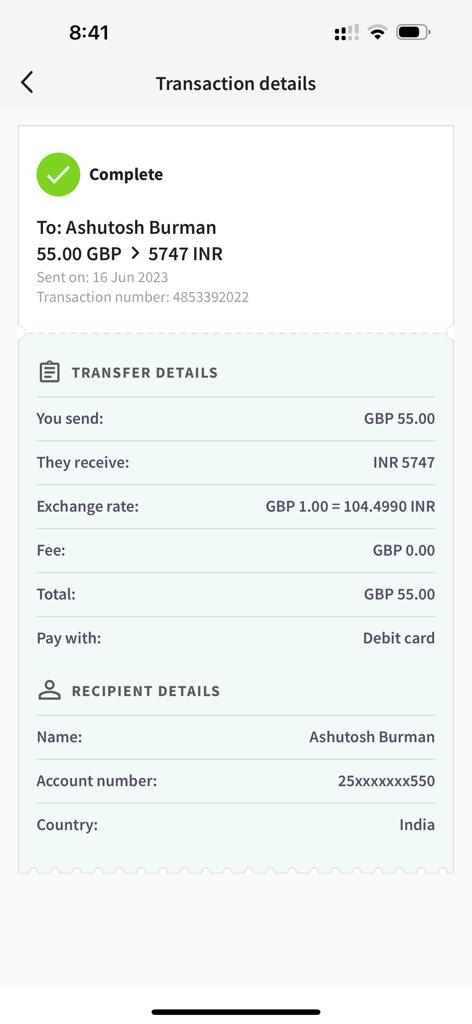 8:41
Transaction details
Complete
To: Ashutosh Burman
55.00 GBP > 5747 INR
Sent on: 16 Jun 2023
Transaction number: 4853392022
TRANSFER DETAILS
You send: GBP 55.00
They receive: INR 5747
Exchange rate: GBP 1.00 = 104.4990 INR
Fee: GBP 0.00
Total: GBP 55.00
Pay with: Debit card
RECIPIENT DETAILS
Name: Ashutosh Burman
Account number: 25xxxxxxx550
Country: India